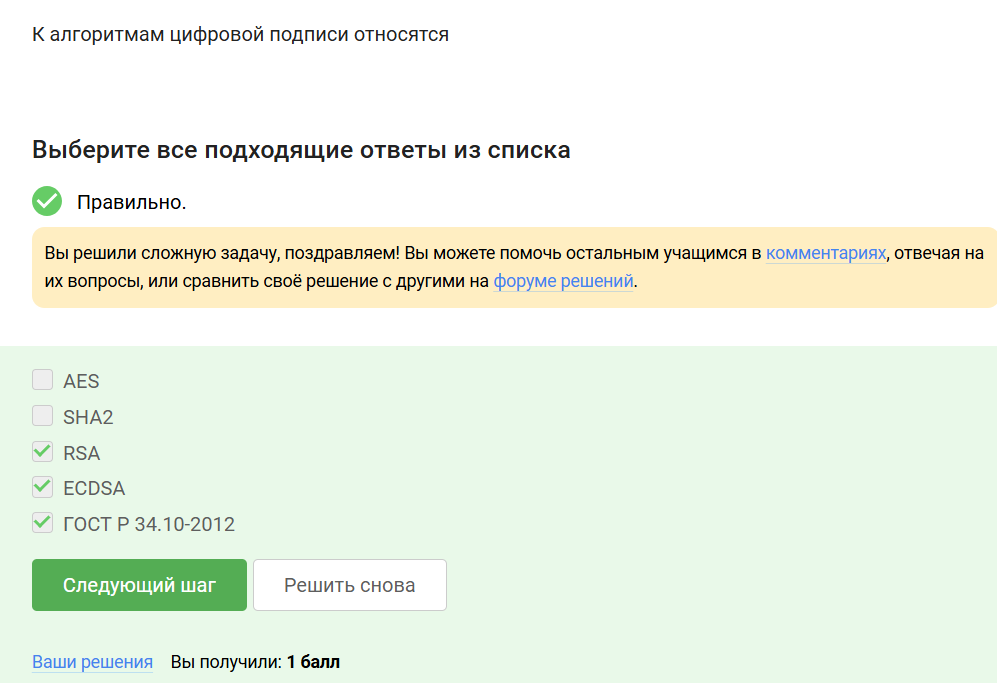 К алгоритмам цифровой подписи относятся
Выберите все подходящие ответы из списка
Правильно.
Вы решили сложную задачу, поздравляем! Вы можете помочь остальным учащимся в комментариях, отвечая на
их вопросы, или сравнить своё решение с другими на форуме решений.
AES
SHA2
RSA
ECDSA
ГОСТ Р 34.10-2012
Следующий шаг
Решить снова
Ваши решения Вы получили: 1 балл